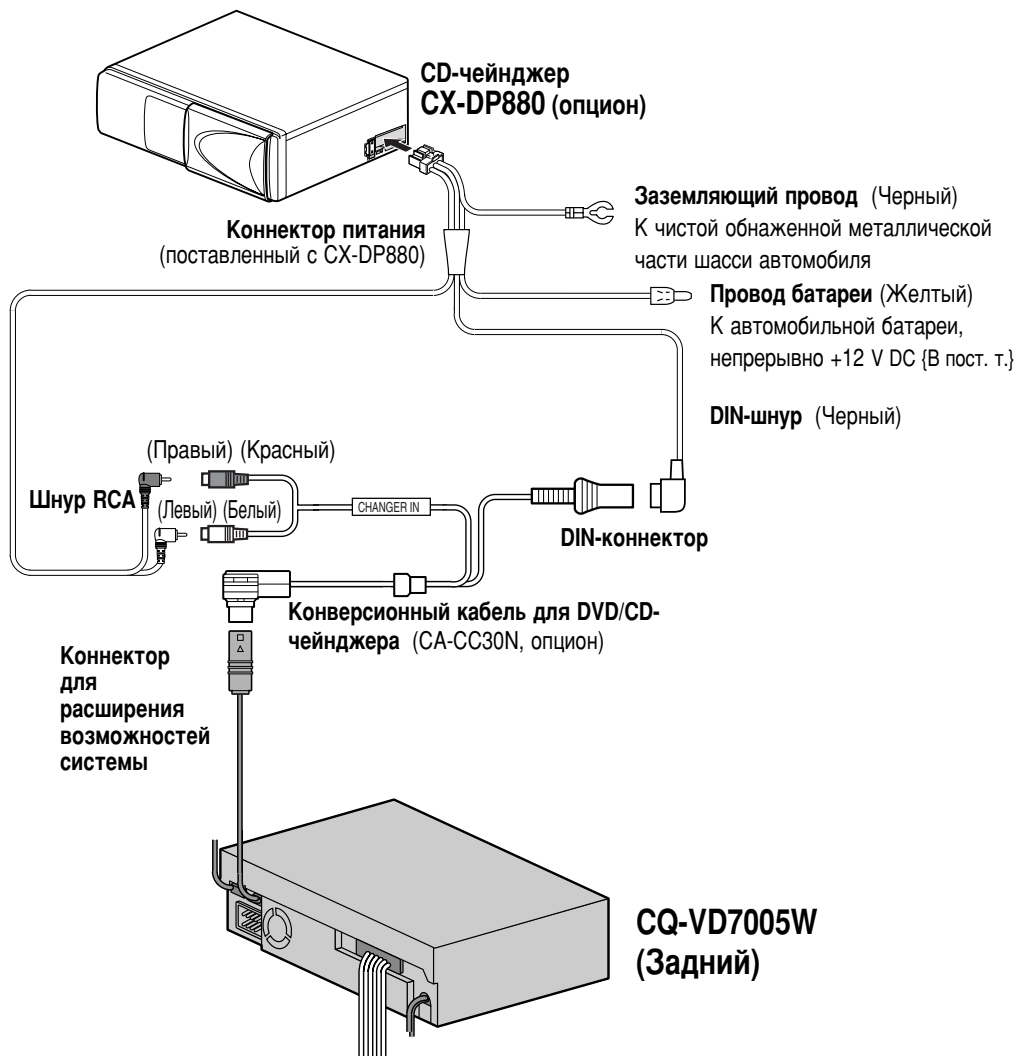 CD-чейнджер
CX-DP880 (опцион)
Заземляющий провод (Черный)
К чистой обнаженной металлической
части шасси автомобиля
Коннектор питания
(поставленный с CX-DP880)
Провод батареи (Желтый)
К автомобильной батареи,
непрерывно +12 V DC {В пост. т.}
DIN-шнур (Черный)
(Правый) (Красный)
Шнур RCA
(Левый) (Белый)
CHANGER IN
DIN-коннектор
Конверсионный кабель для DVD/CD-
чейнджера (CA-CC30N, опцион)
Коннектор
для
расширения
возможностей
системы
CQ-VD7005W
(Задний)